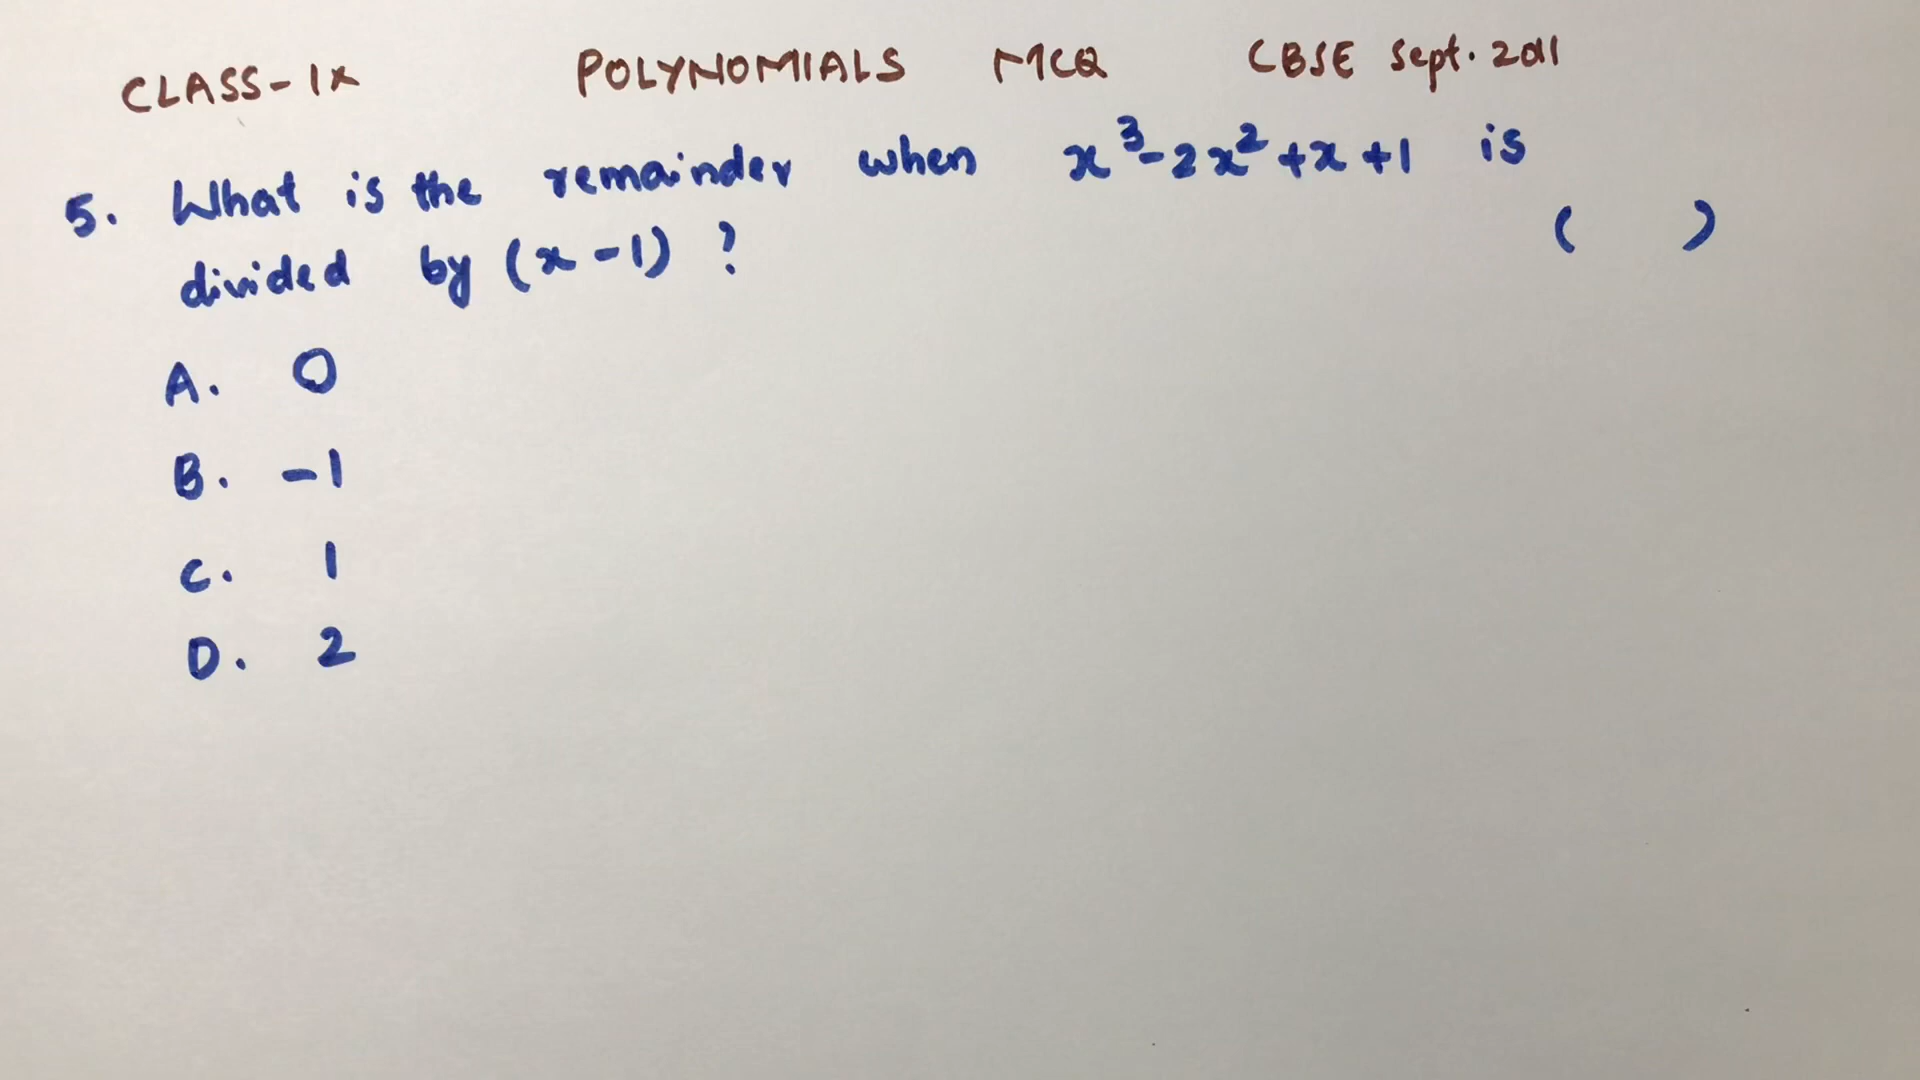 CLASS-IX POLYNOMIALS MCQ CBSE Sept. 2011
5. What is the remainder when x³-2x²+x+1 is
divided by (x-1) ? ( )
A. 0
B. -1
C. 1
D. 2